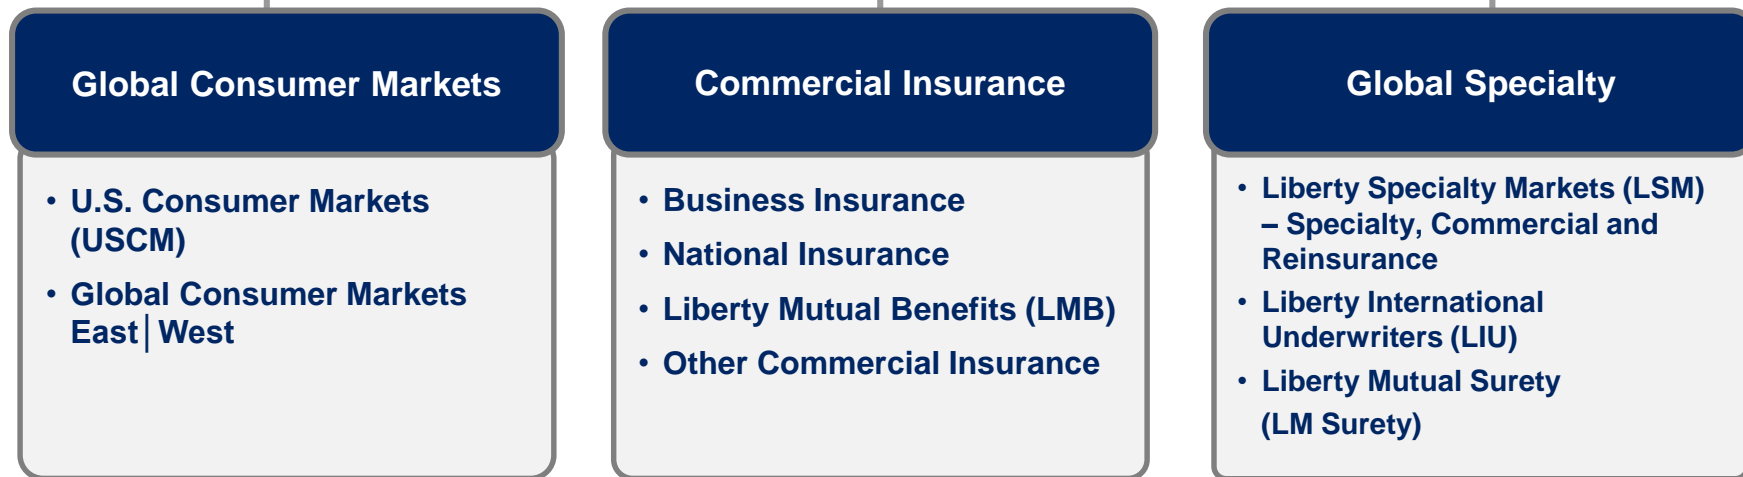 Global Consumer Markets
• U.S. Consumer Markets
(USCM)
• Global Consumer Markets
East│West
Commercial Insurance
• Business Insurance
• National Insurance
• Liberty Mutual Benefits (LMB)
• Other Commercial Insurance
Global Specialty
• Liberty Specialty Markets (LSM)
– Specialty, Commercial and
Reinsurance
• Liberty International
Underwriters (LIU)
• Liberty Mutual Surety
(LM Surety)